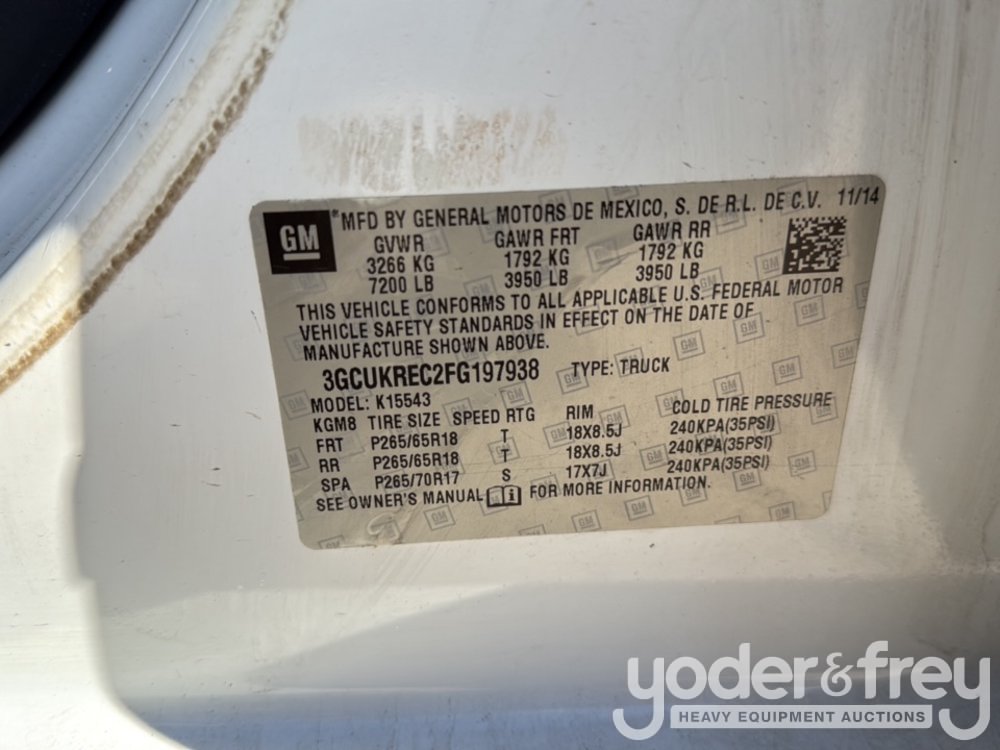 GM
*MFD BY GENERAL MOTORS DE MEXICO, S. DE R.L. DE C.V. 11/14
GVWR GAWR FRT GAWR RR
3266 KG 1792 KG 1792 KG
7200 LB 3950 LB 3950 LB
THIS VEHICLE CONFORMS TO ALL APPLICABLE U.S. FEDERAL MOTOR
VEHICLE SAFETY STANDARDS IN EFFECT ON THE DATE OF
MANUFACTURE SHOWN ABOVE.
3GCUKREC2FG197938 TYPE: TRUCK
MODEL: K15543
KGM8 TIRE SIZE SPEED RTG RIM COLD TIRE PRESSURE
FRT P265/65R18 T 18X8.5J 240KPA(35PSI)
RR P265/65R18 T 18X8.5J 240KPA(35PSI)
SPA P265/70R17 S 17X7J 240KPA(35PSI)
SEE OWNER'S MANUAL FOR MORE INFORMATION.
yoder&frey
HEAVY EQUIPMENT AUCTIONS